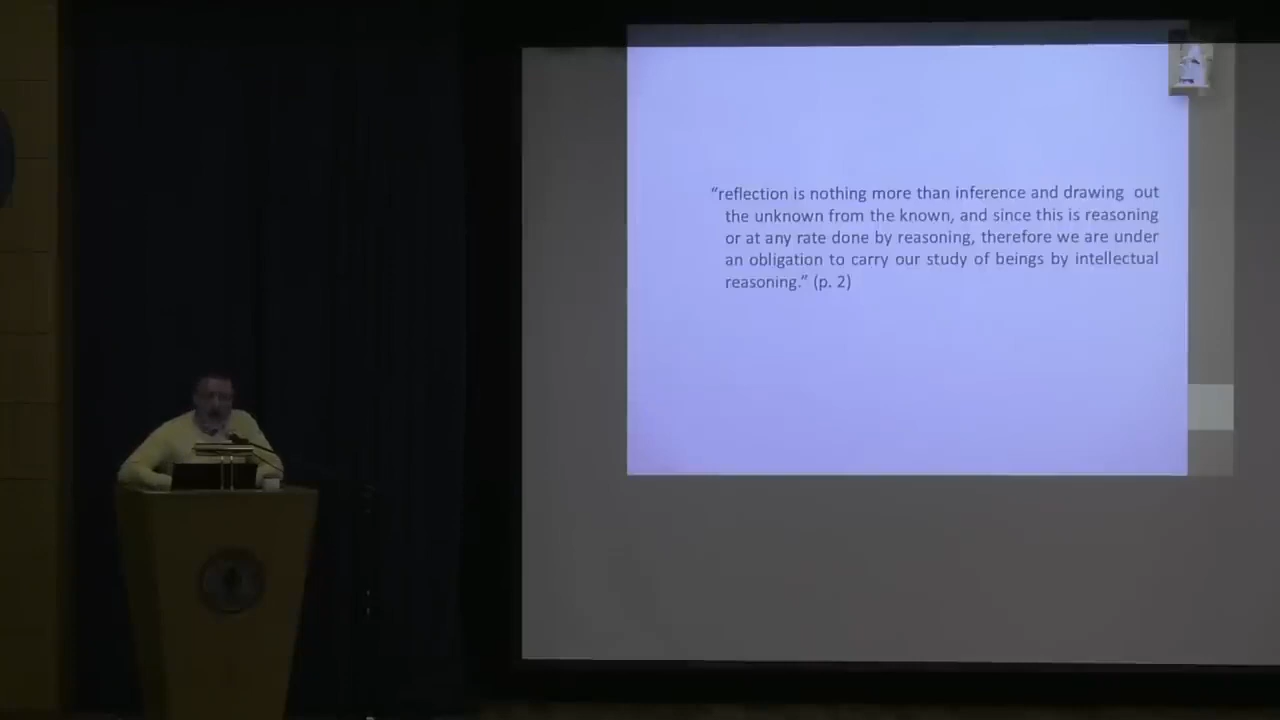 “reflection is nothing more than inference and drawing out
the unknown from the known, and since this is reasoning
or at any rate done by reasoning, therefore we are under
an obligation to carry our study of beings by intellectual
reasoning.” (p. 2)